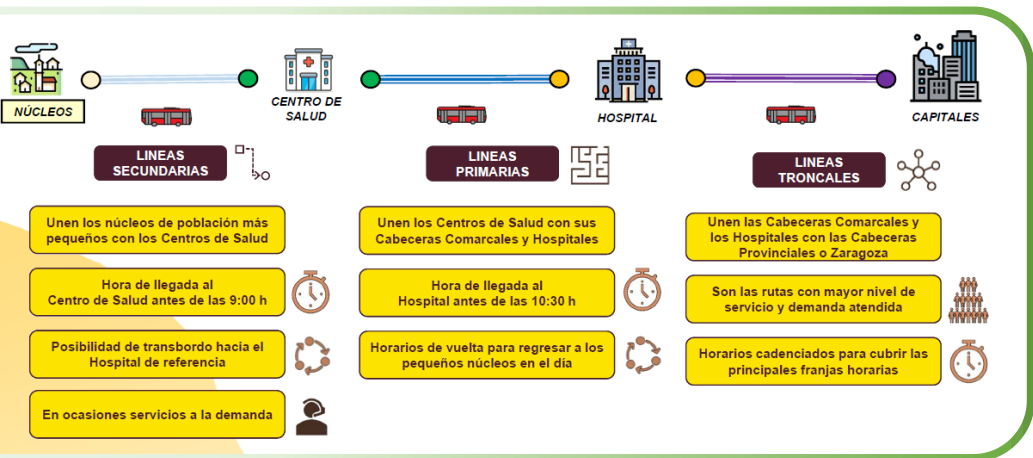 NÚCLEOS
CENTRO DE
SALUD
HOSPITAL
CAPITALES
LINEAS
SECUNDARIAS
LINEAS
PRIMARIAS
LINEAS
TRONCALES
Unen los núcleos de población más
pequeños con los Centros de Salud
Hora de llegada al
Centro de Salud antes de las 9:00 h
Posibilidad de transbordo hacia el
Hospital de referencia
En ocasiones servicios a la demanda
Unen los Centros de Salud con sus
Cabeceras Comarcales y Hospitales
Hora de llegada al
Hospital antes de las 10:30 h
Horarios de vuelta para regresar a los
pequeños núcleos en el día
Unen las Cabeceras Comarcales y
los Hospitales con las Cabeceras
Provinciales o Zaragoza
Son las rutas con mayor nivel de
servicio y demanda atendida
Horarios cadenciados para cubrir las
principales franjas horarias